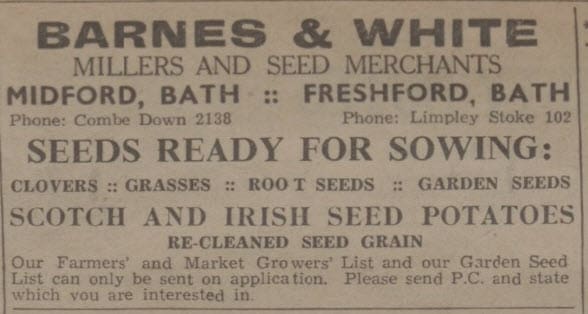 BARNES & WHITE
MILLERS AND SEED MERCHANTS
MIDFORD, BATH :: FRESHFORD, BATH
Phone: Combe Down 2138 Phone: Limpley Stoke 102
SEEDS READY FOR SOWING:
CLOVERS :: GRASSES :: ROOT SEEDS :: GARDEN SEEDS
SCOTCH AND IRISH SEED POTATOES
RE-CLEANED SEED GRAIN
Our Farmers' and Market Growers' List and our Garden Seed
List can only be sent on application. Please send P.C. and state
which you are interested in.